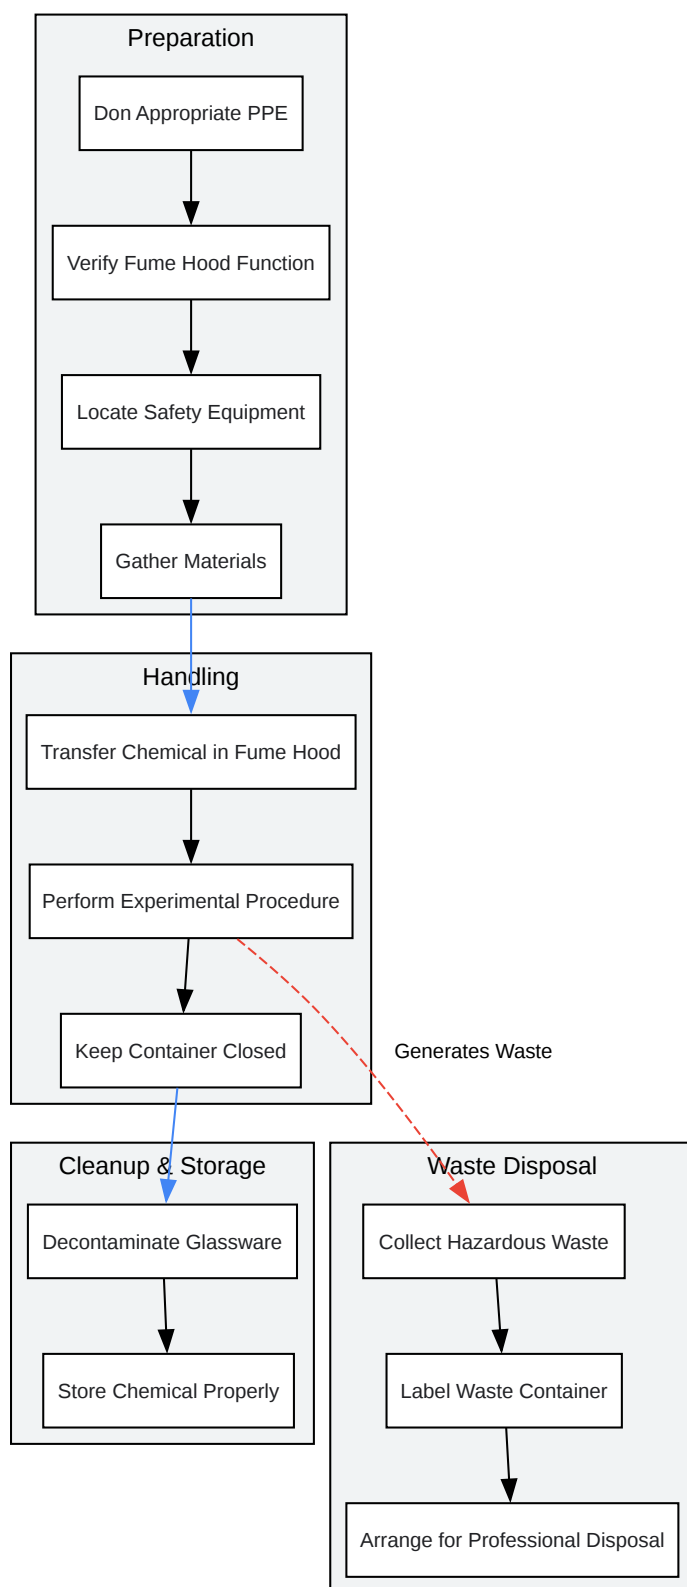 Preparation
Don Appropriate PPE
Verify Fume Hood Function
Locate Safety Equipment
Gather Materials
Handling
Transfer Chemical in Fume Hood
Perform Experimental Procedure
Keep Container Closed
Generates Waste
Cleanup & Storage
Decontaminate Glassware
Store Chemical Properly
Waste Disposal
Collect Hazardous Waste
Label Waste Container
Arrange for Professional Disposal